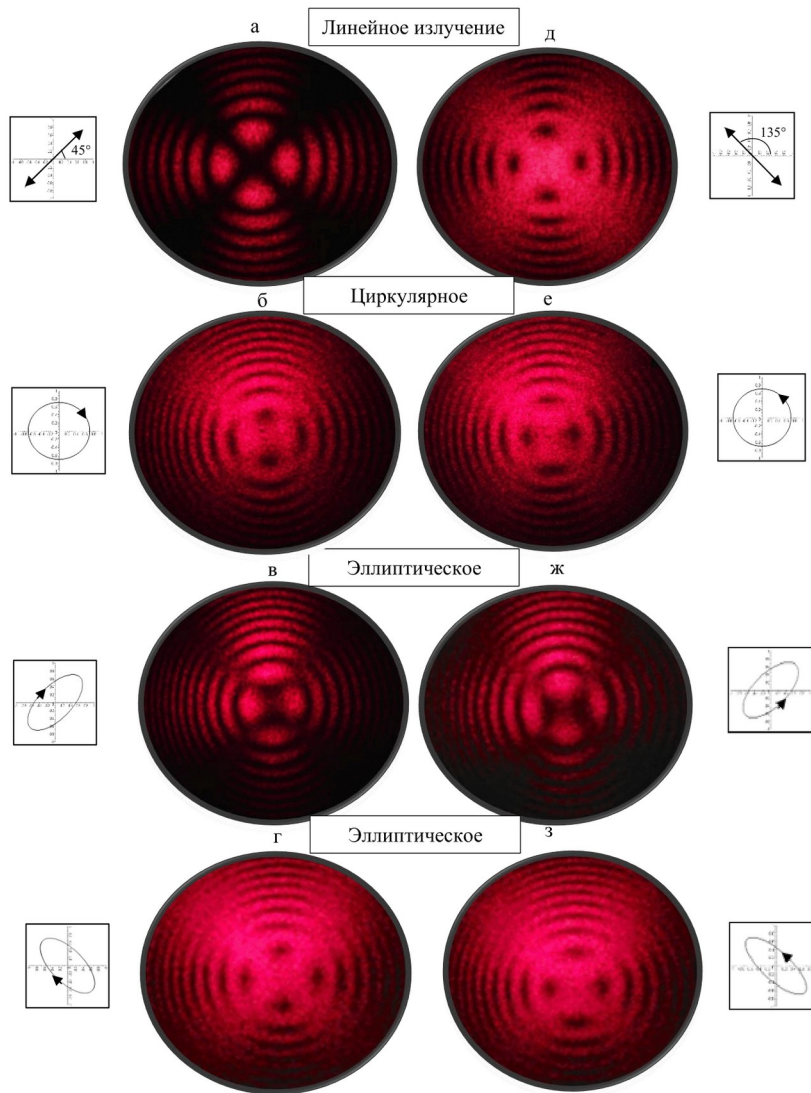 а
Линейное излучение
д
45°
135°
б
Циркулярное
е
в
Эллиптическое
ж
г
Эллиптическое
з